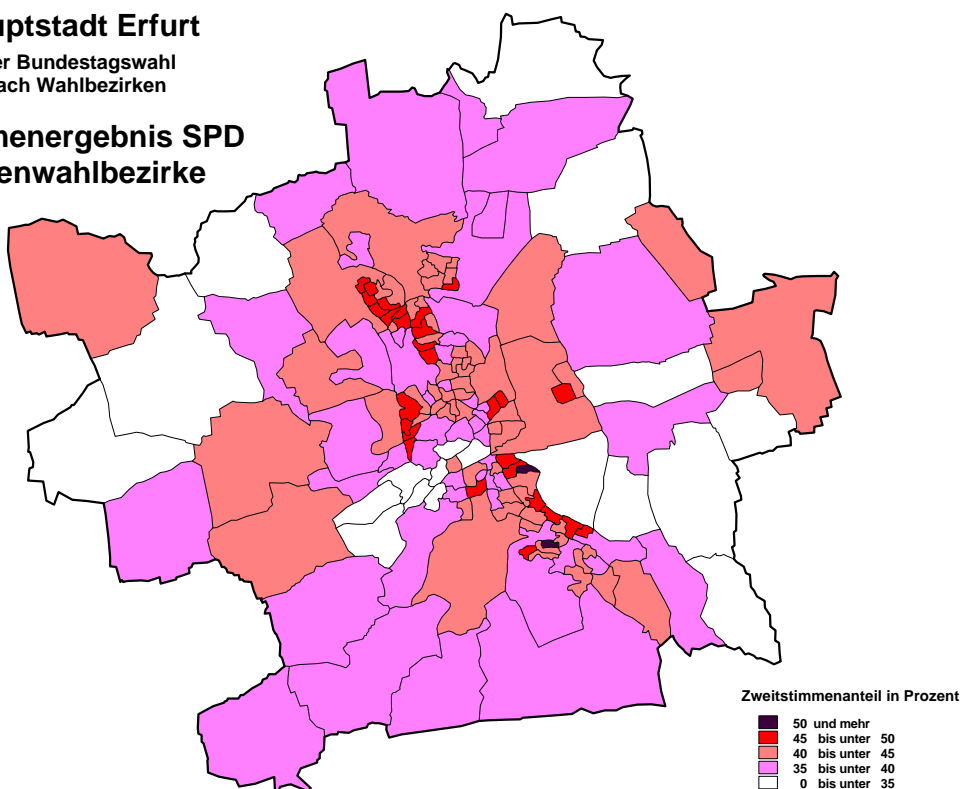 uptstadt Erfurt
er Bundestagswahl
ach Wahlbezirken
nenergebnis SPD
enwahlbezirke
Zweitstimmenanteil in Prozent
50 und mehr
45 bis unter 50
40 bis unter 45
35 bis unter 40
0 bis unter 35